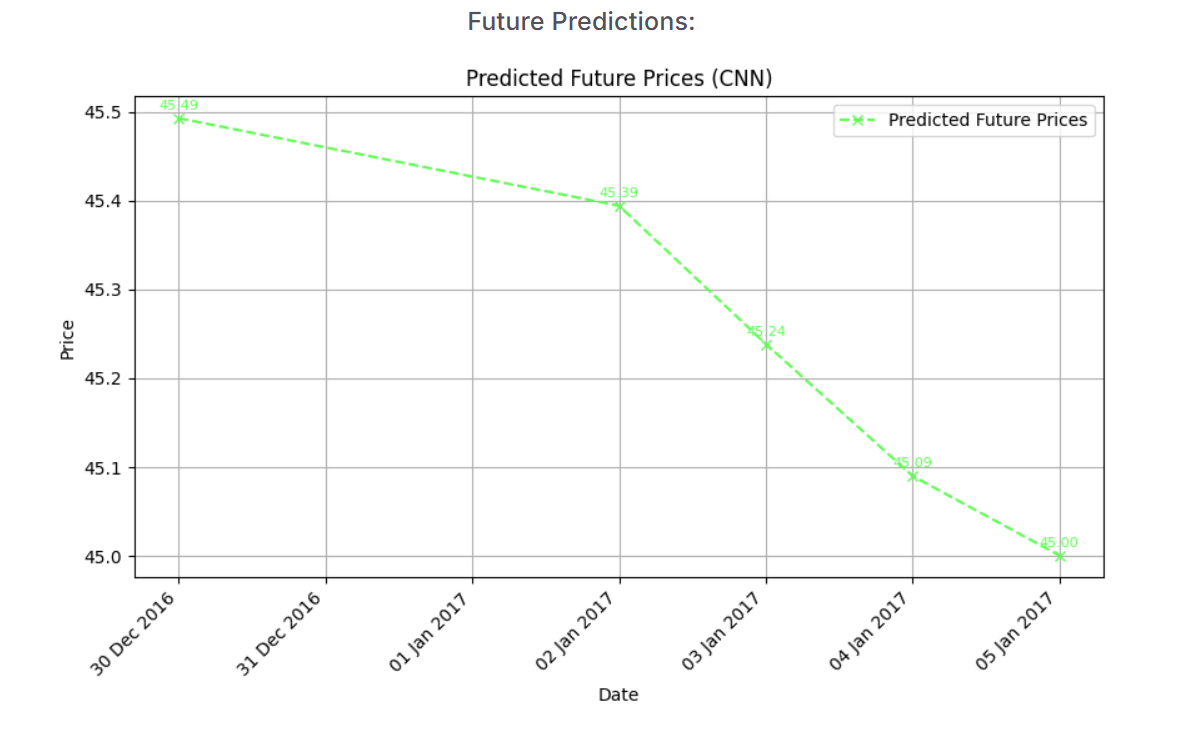 Future Predictions:
Predicted Future Prices (CNN)
Predicted Future Prices
45.5
45.4
45.3
45.2
45.1
45.0
Price
45.49
45.39
45.24
45.09
45.00
30 Dec 2016
31 Dec 2016
01 Jan 2017
02 Jan 2017
03 Jan 2017
04 Jan 2017
05 Jan 2017
Date